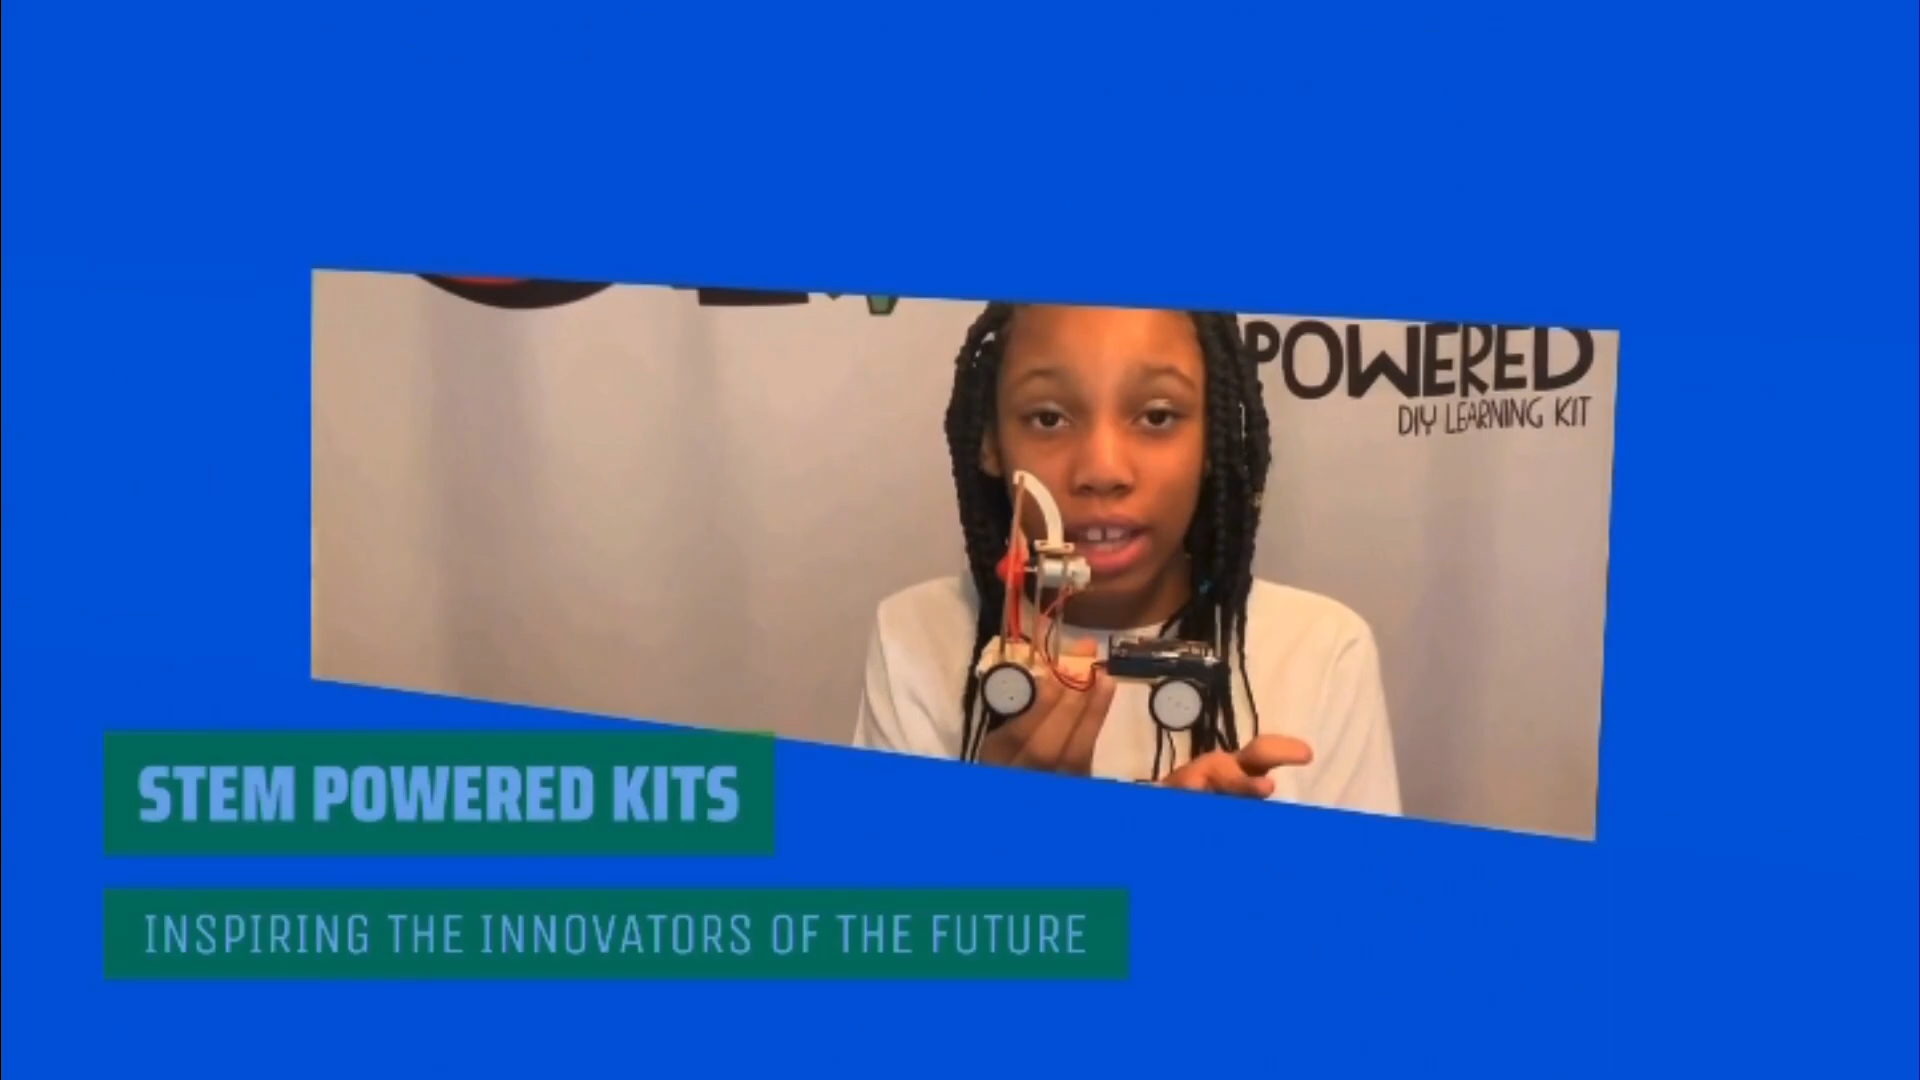 POWERED
DIY LEARNING KIT
STEM POWERED KITS
INSPIRING THE INNOVATORS OF THE FUTURE